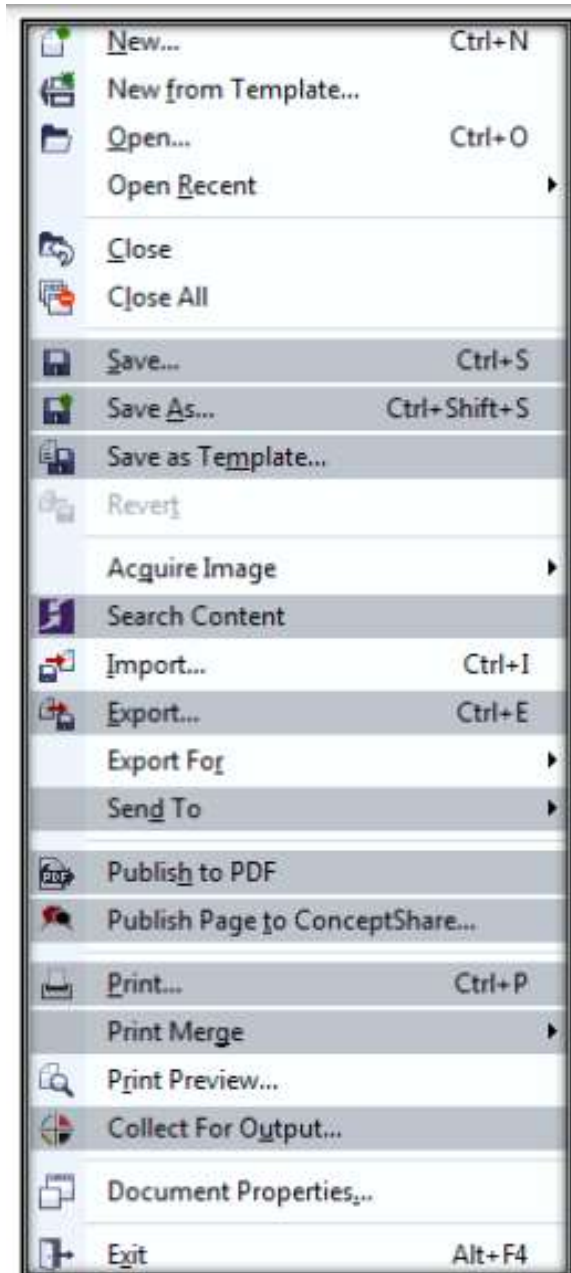 New... Ctrl+N
New from Template...
Open... Ctrl+O
Open Recent
Close
Close All
Save... Ctrl+S
Save As... Ctrl+Shift+S
Save as Template...
Revert
Acquire Image
Search Content
Import... Ctrl+I
Export... Ctrl+E
Export For
Send To
PDF Publish to PDF
Publish Page to ConceptShare...
Print... Ctrl+P
Print Merge
Print Preview...
Collect For Output...
Document Properties...
Exit Alt+F4